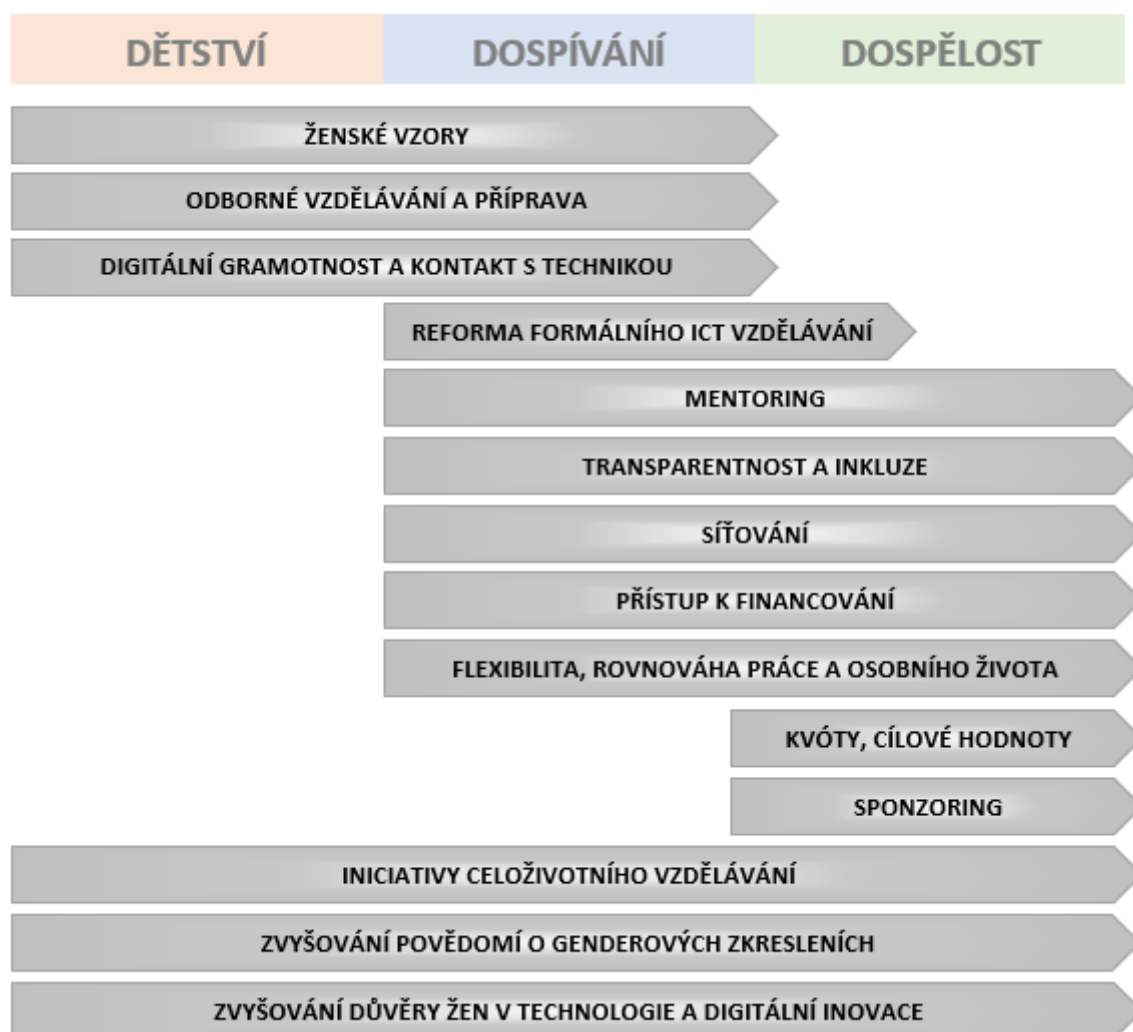 DĚTSTVÍ
DOSPÍVÁNÍ
DOSPĚLOST
ŽENSKÉ VZORY
ODBORNÉ VZDĚLÁVÁNÍ A PŘÍPRAVA
DIGITÁLNÍ GRAMOTNOST A KONTAKT S TECHNIKOU
REFORMA FORMÁLNÍHO ICT VZDĚLÁVÁNÍ
MENTORING
TRANSPARENTNOST A INKLUZE
SÍŤOVÁNÍ
PŘÍSTUP K FINANCOVÁNÍ
FLEXIBILITA, ROVNOVÁHA PRÁCE A OSOBNÍHO ŽIVOTA
KVÓTY, CÍLOVÉ HODNOTY
SPONZORING
INICIATIVY CELOŽIVOTNÍHO VZDĚLÁVÁNÍ
ZVYŠOVÁNÍ POVĚDOMÍ O GENDEROVÝCH ZKRESLENÍCH
ZVYŠOVÁNÍ DŮVĚRY ŽEN V TECHNOLOGIE A DIGITÁLNÍ INOVACE